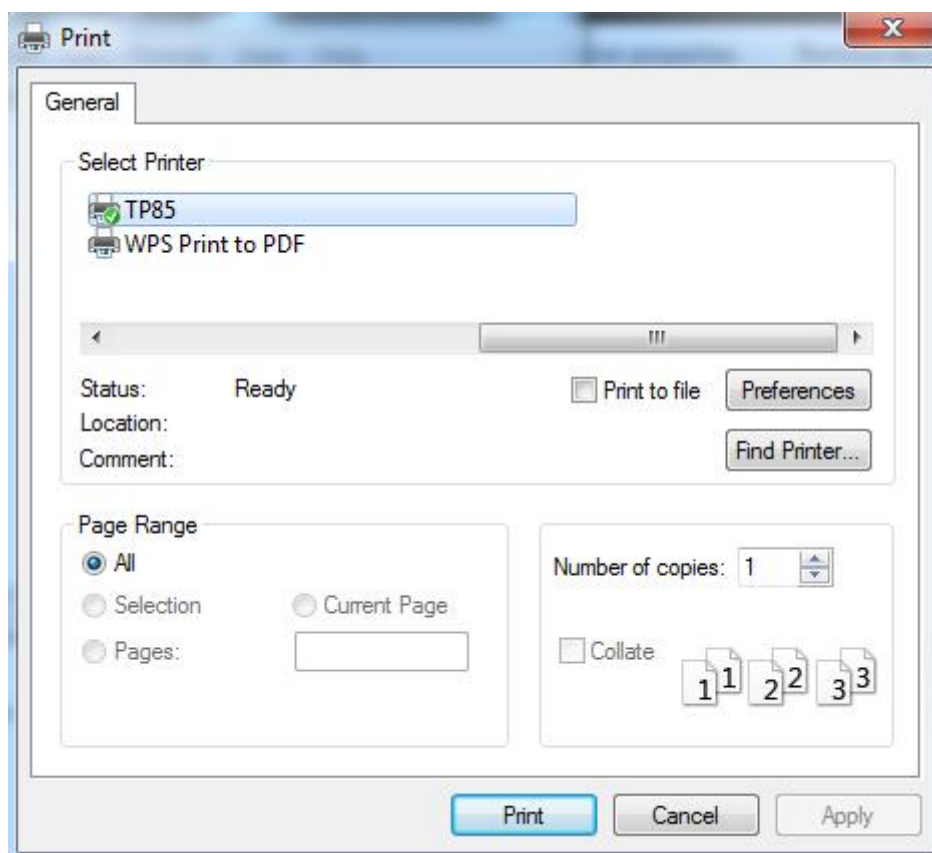 Print
General
Select Printer
TP85
WPS Print to PDF
Status: Ready
Print to file
Preferences
Location:
Comment:
Find Printer...
Page Range
All
Selection
Current Page
Pages:
Number of copies: 1
Collate
1 1 2 2 3 3
Print Cancel Apply